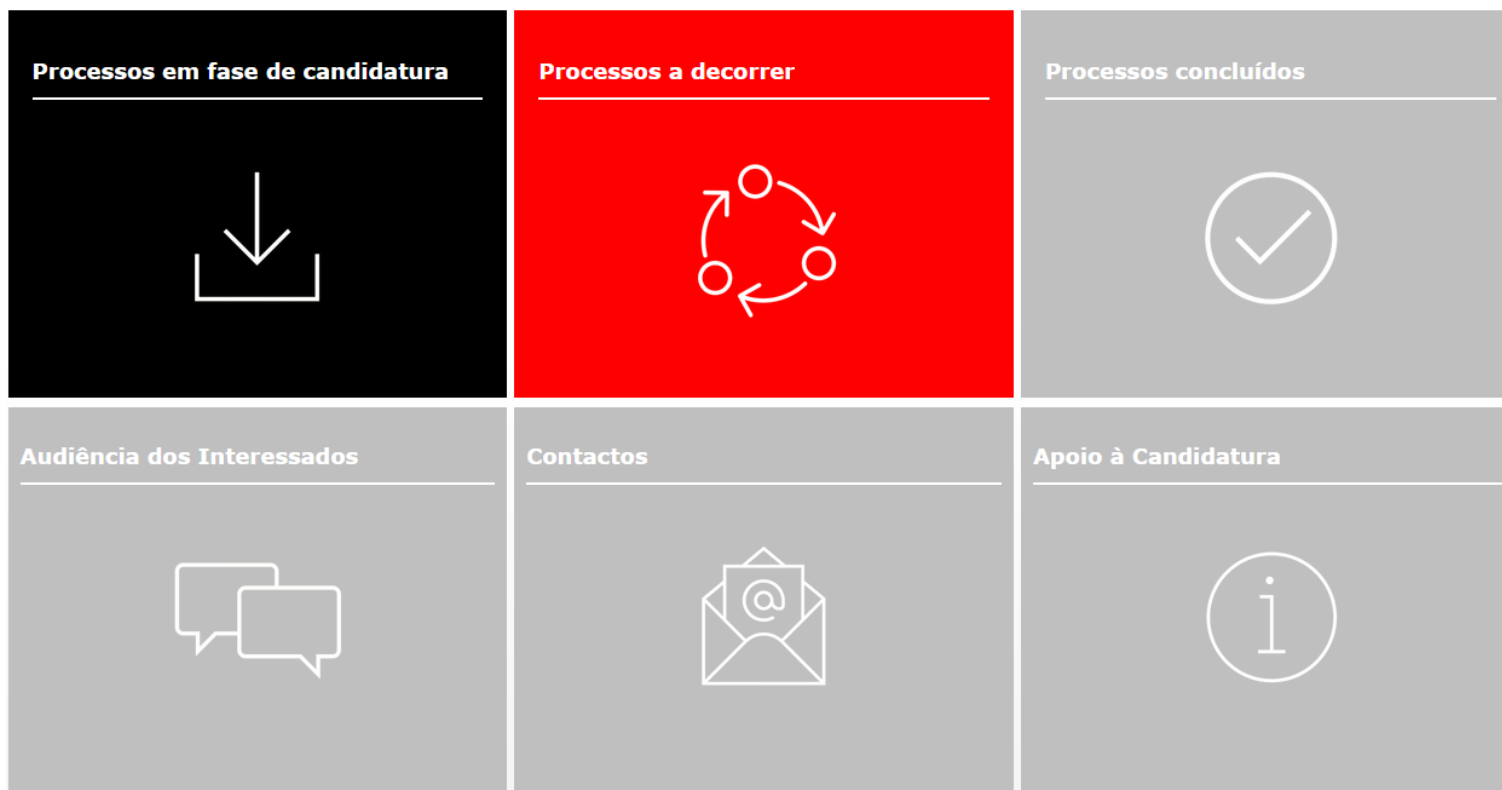 Processos em fase de candidatura
Processos a decorrer
Processos concluídos
Audiência dos Interessados
Contactos
Apoio à Candidatura